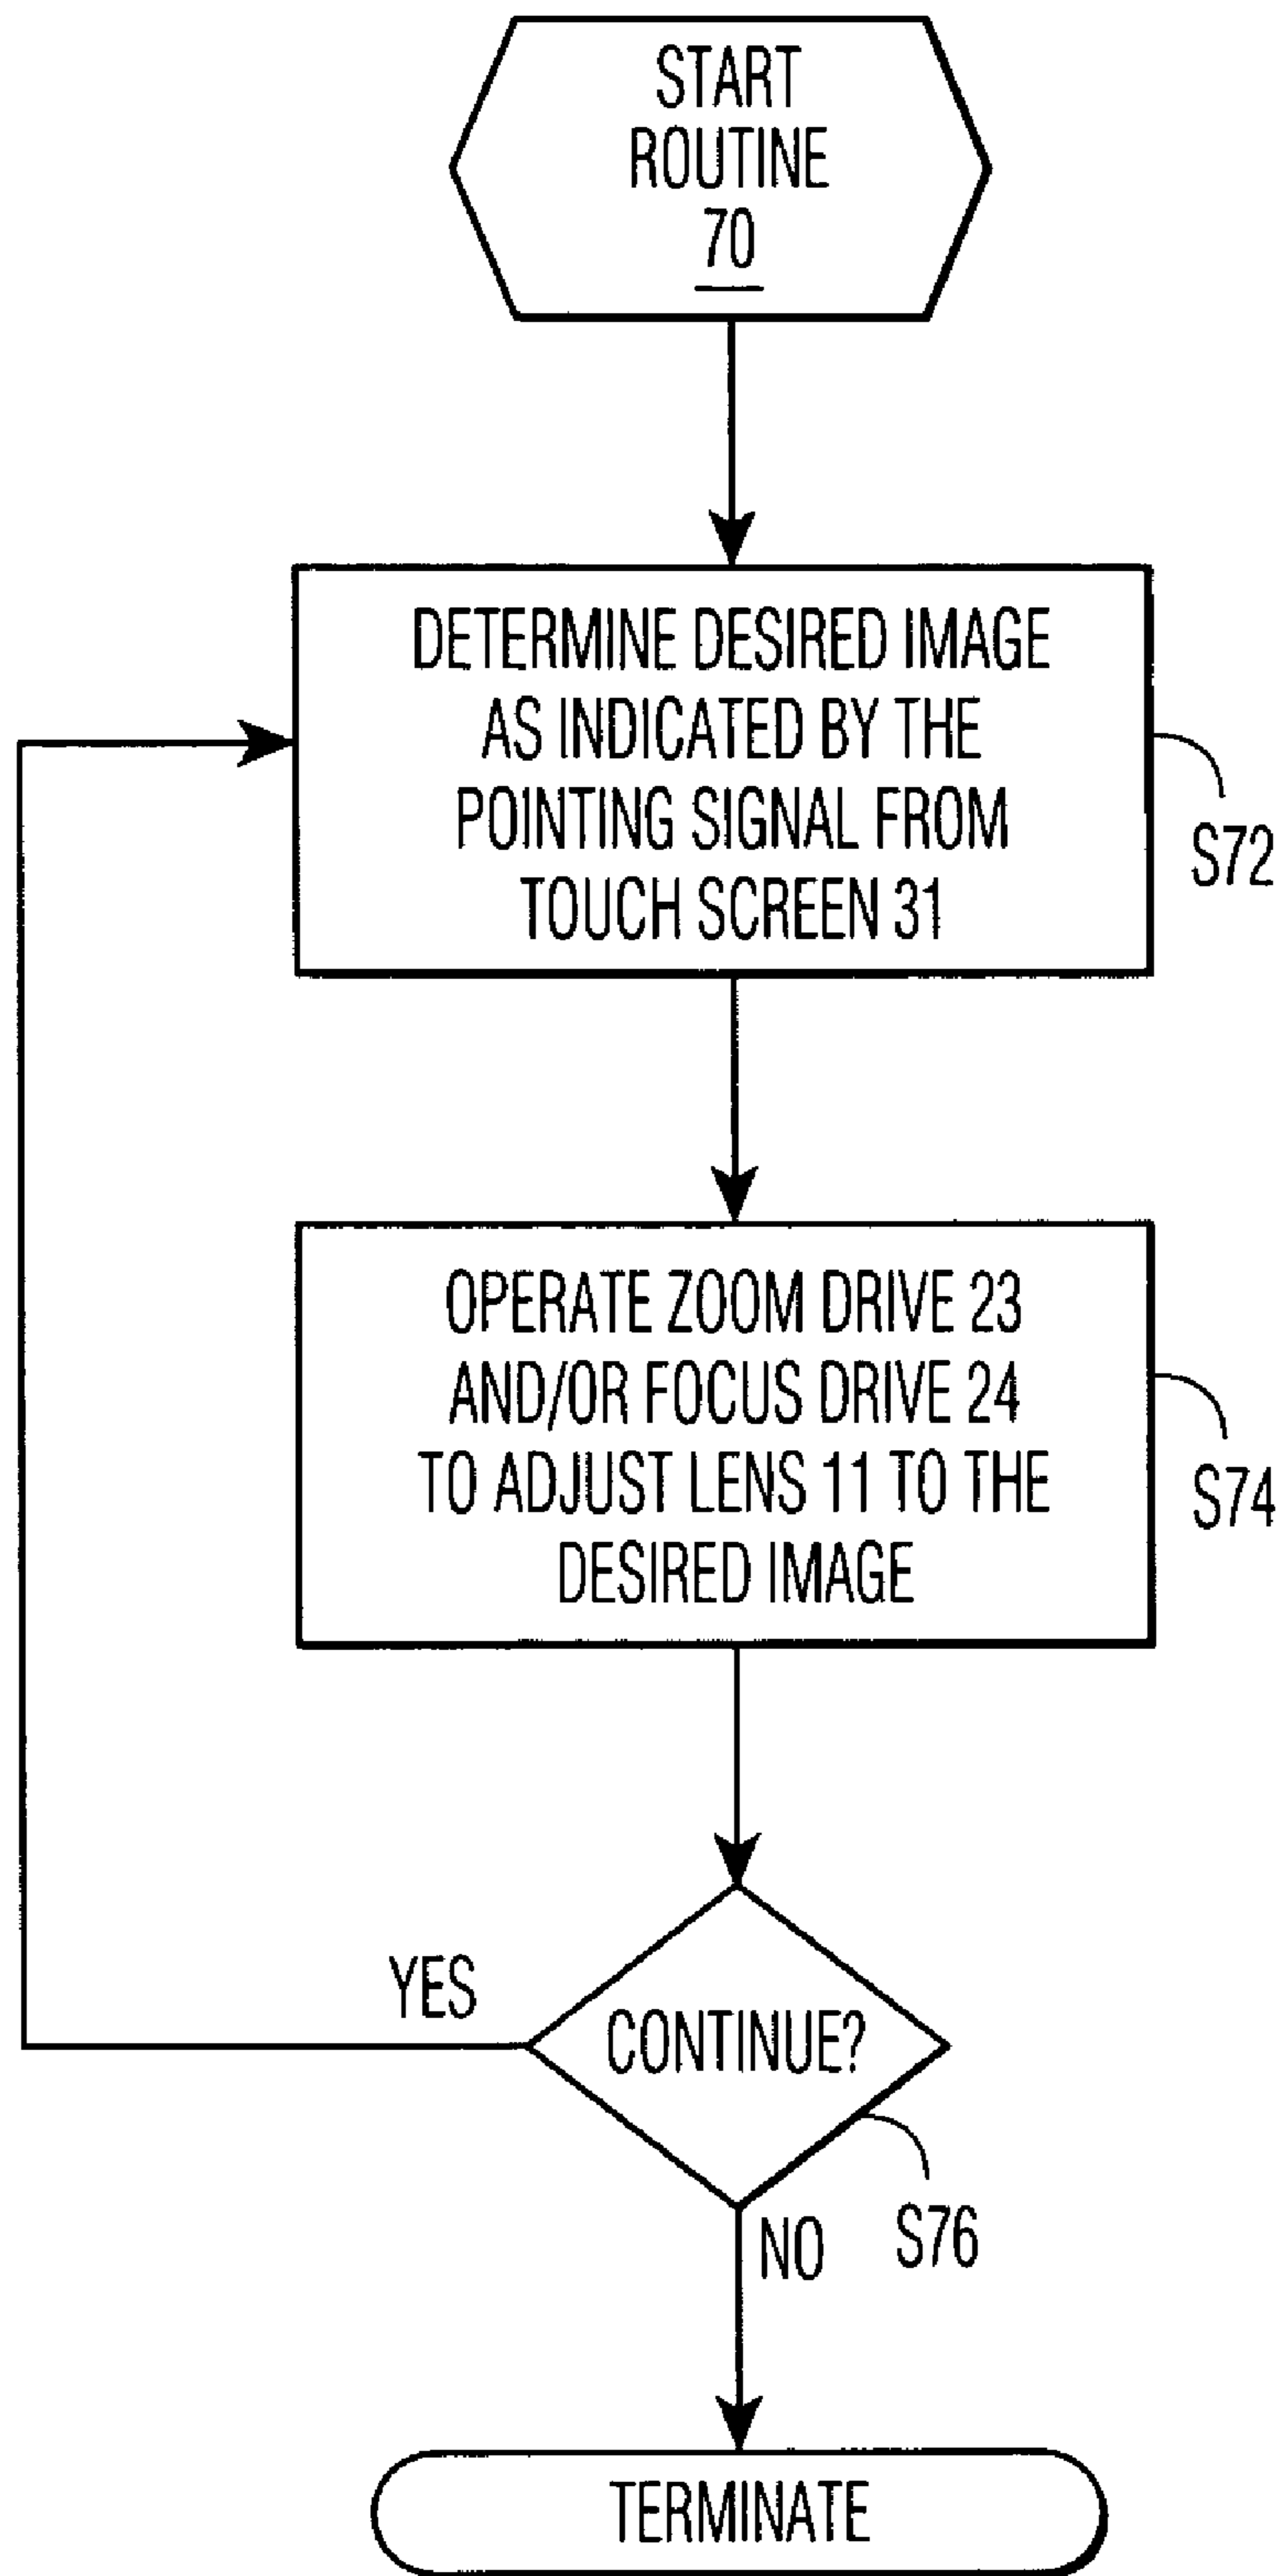 START
ROUTINE
70
DETERMINE DESIRED IMAGE
AS INDICATED BY THE
POINTING SIGNAL FROM
TOUCH SCREEN 31
S72
OPERATE ZOOM DRIVE 23
AND/OR FOCUS DRIVE 24
TO ADJUST LENS 11 TO THE
DESIRED IMAGE
S74
YES
CONTINUE?
NO
S76
TERMINATE